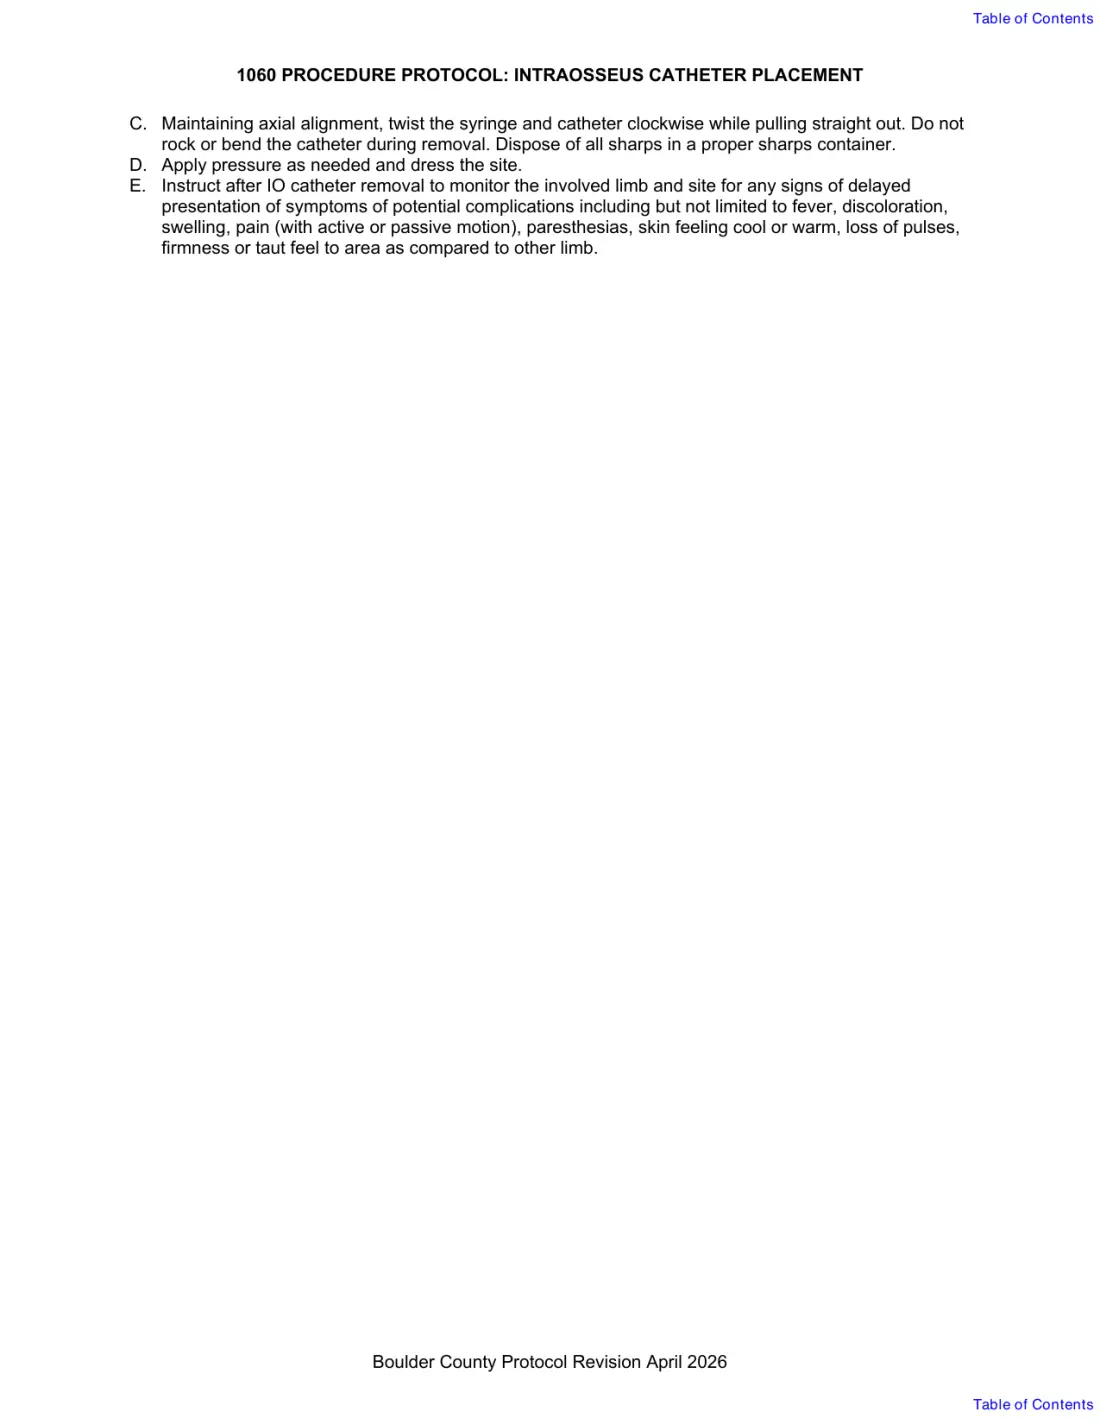 Table of Contents
1060 PROCEDURE PROTOCOL: INTRAOSSEUS CATHETER PLACEMENT
C. Maintaining axial alignment, twist the syringe and catheter clockwise while pulling straight out. Do not
rock or bend the catheter during removal. Dispose of all sharps in a proper sharps container.
D. Apply pressure as needed and dress the site.
E. Instruct after IO catheter removal to monitor the involved limb and site for any signs of delayed
presentation of symptoms of potential complications including but not limited to fever, discoloration,
swelling, pain (with active or passive motion), paresthesias, skin feeling cool or warm, loss of pulses,
firmness or taut feel to area as compared to other limb.
Boulder County Protocol Revision April 2026
Table of Contents